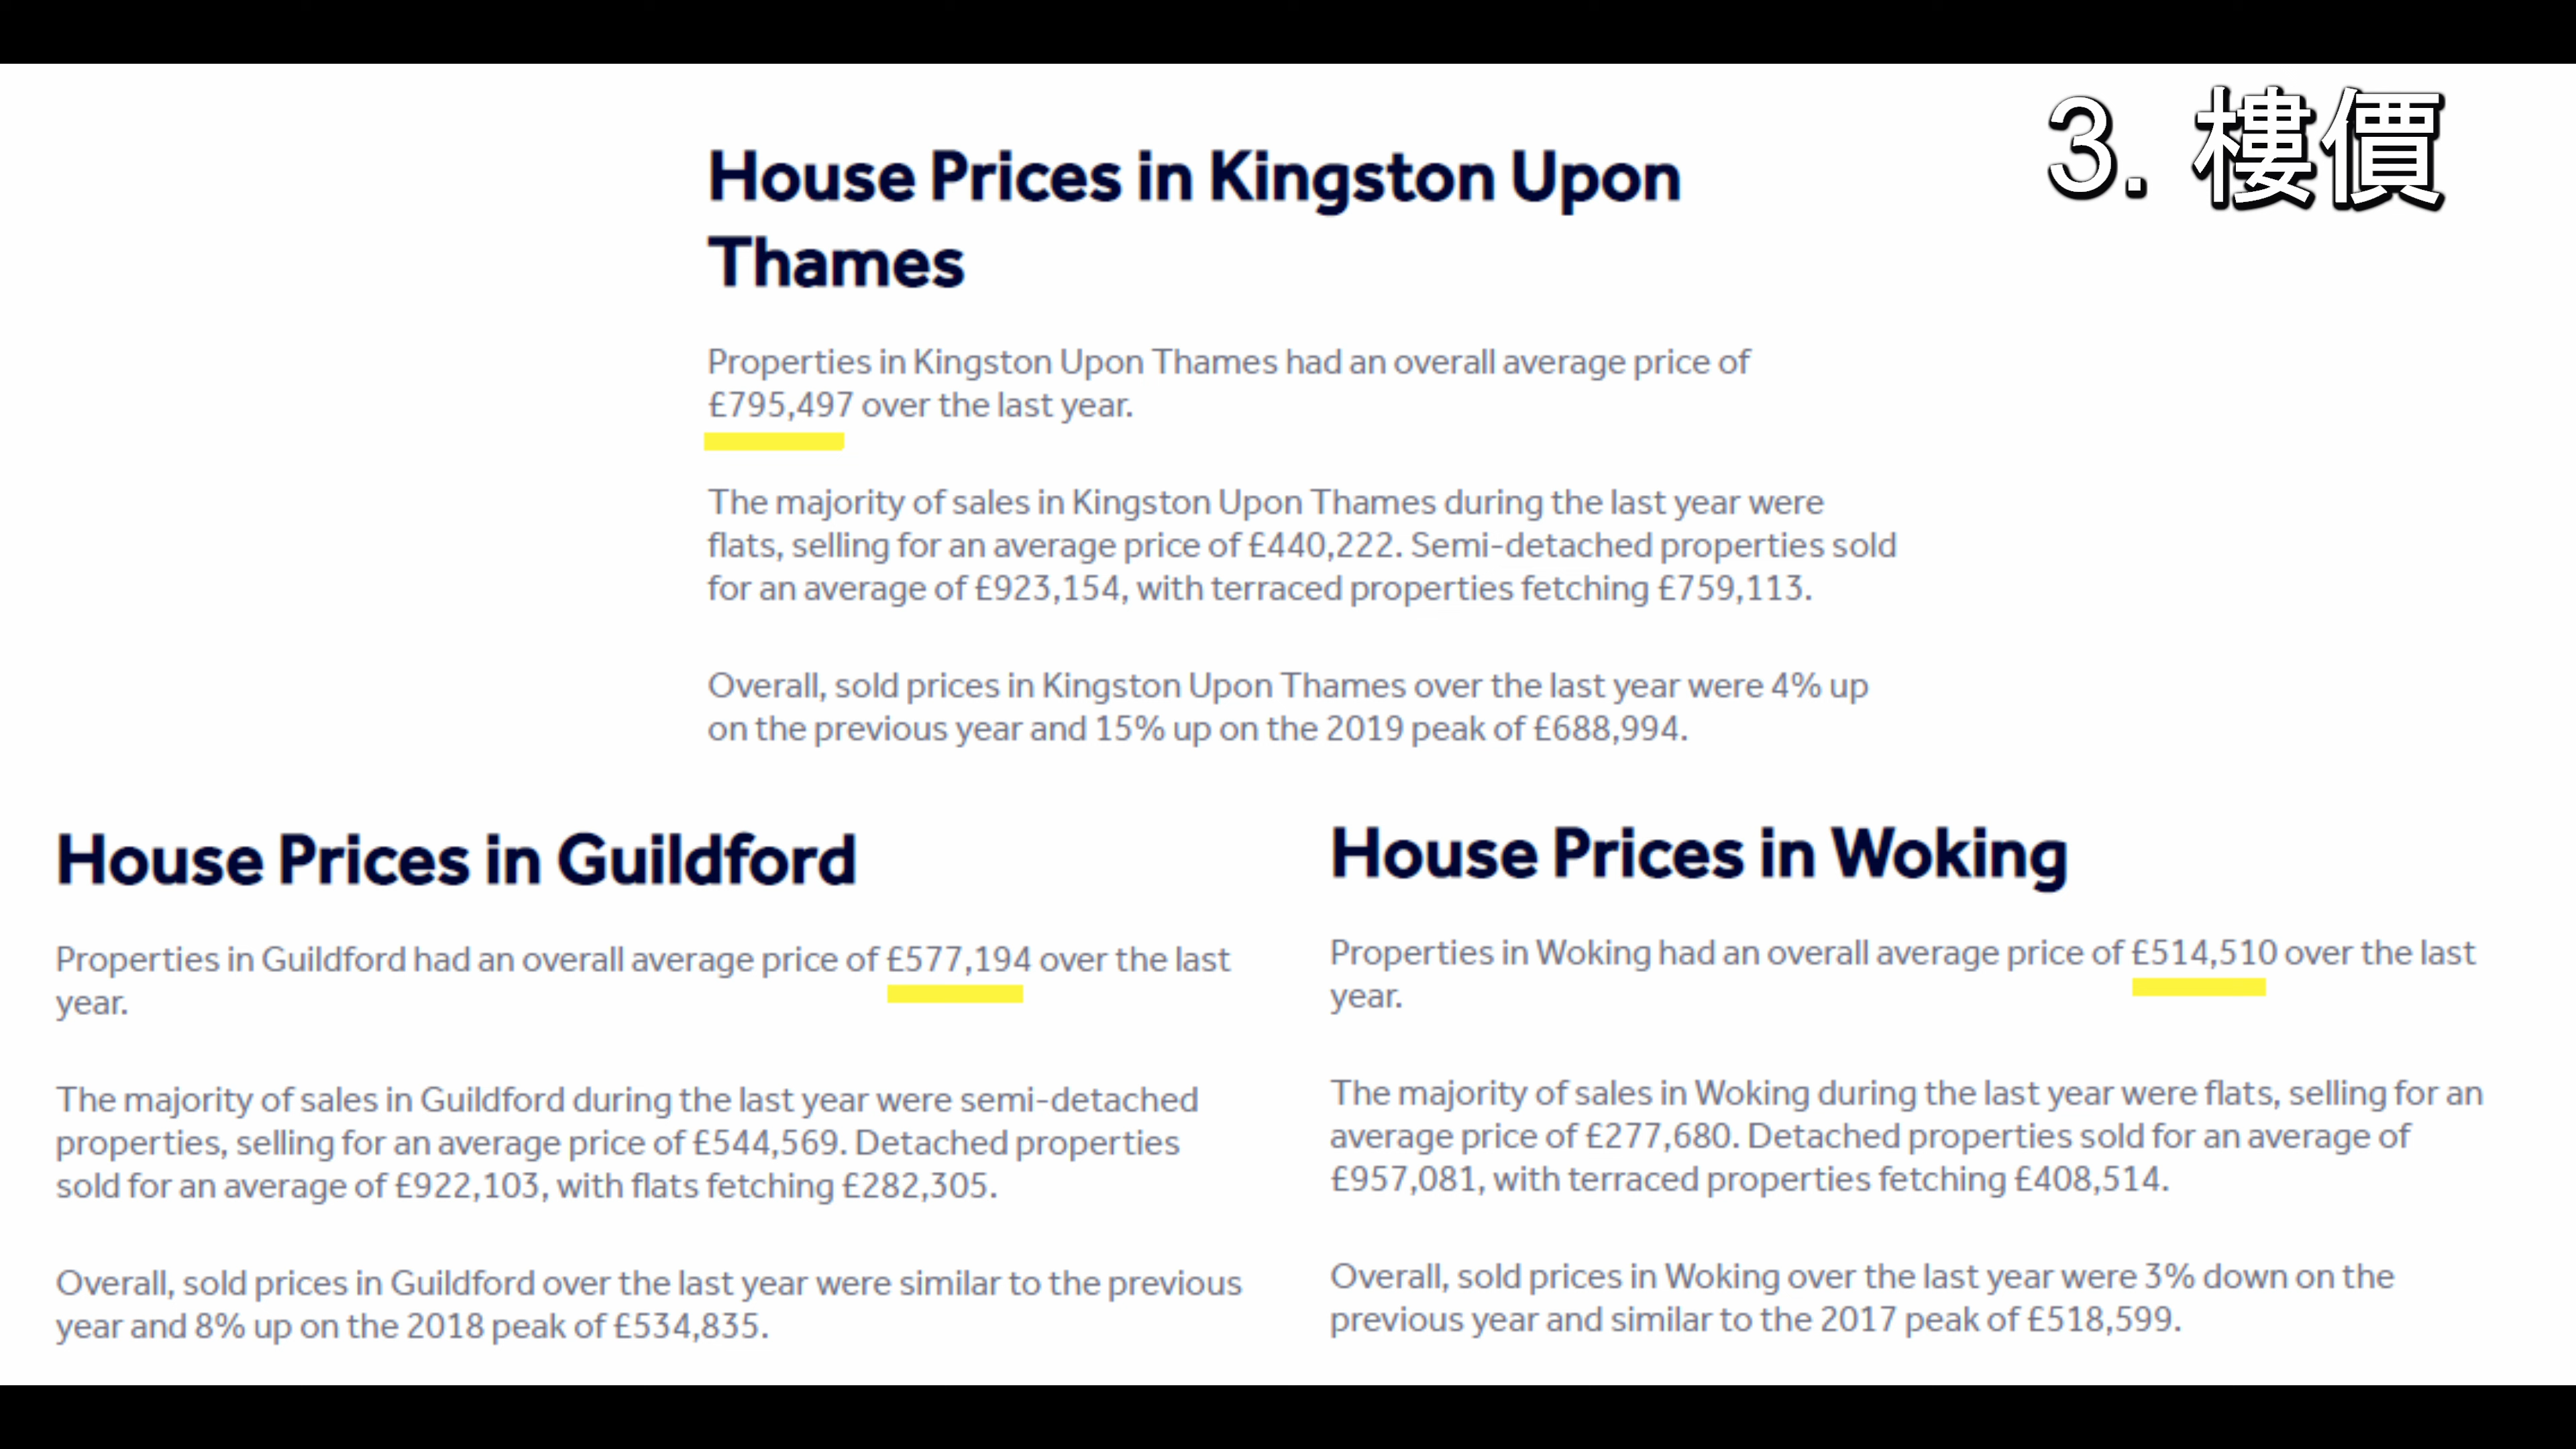 3. 樓價
House Prices in Kingston Upon
Thames
Properties in Kingston Upon Thames had an overall average price of
£795,497 over the last year.
The majority of sales in Kingston Upon Thames during the last year were
flats, selling for an average price of £440,222. Semi-detached properties sold
for an average of £923,154, with terraced properties fetching £759,113.
Overall, sold prices in Kingston Upon Thames over the last year were 4% up
on the previous year and 15% up on the 2019 peak of £688,994.
House Prices in Guildford
Properties in Guildford had an overall average price of £577,194 over the last
year.
The majority of sales in Guildford during the last year were semi-detached
properties, selling for an average price of £544,569. Detached properties
sold for an average of £922,103, with flats fetching £282,305.
Overall, sold prices in Guildford over the last year were similar to the previous
year and 8% up on the 2018 peak of £534,835.
House Prices in Woking
Properties in Woking had an overall average price of £514,510 over the last
year.
The majority of sales in Woking during the last year were flats, selling for an
average price of £277,680. Detached properties sold for an average of
£957,081, with terraced properties fetching £408,514.
Overall, sold prices in Woking over the last year were 3% down on the
previous year and similar to the 2017 peak of £518,599.